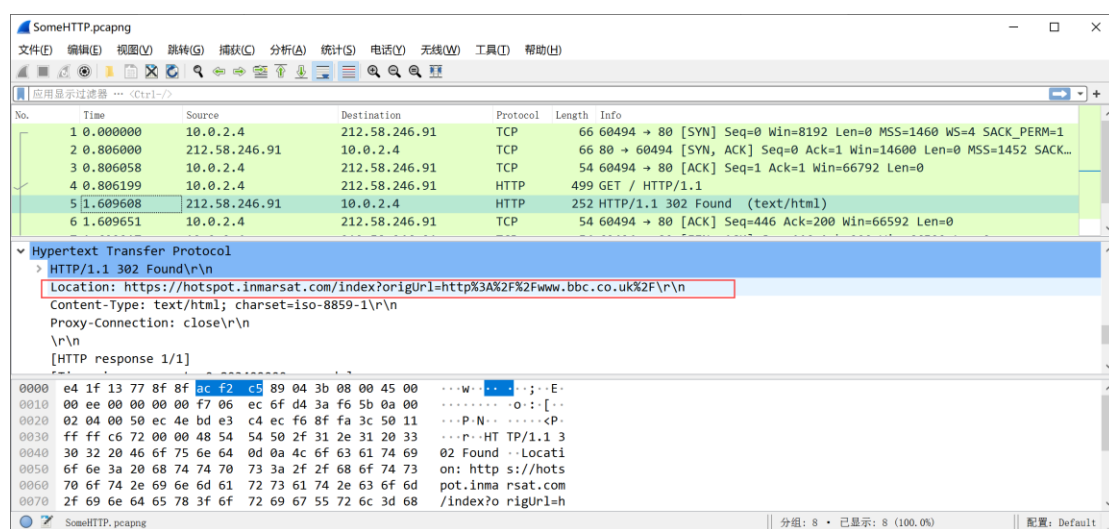 SomeHTTP.pcapng
文件(F) 编辑(E) 视图(V) 跳转(G) 捕获(C) 分析(A) 统计(S) 电话(Y) 无线(W) 工具(T) 帮助(H)
应用显示过滤器 … <Ctrl-/>
No. Time Source Destination Protocol Length Info
1 0.000000 10.0.2.4 212.58.246.91 TCP 66 60494 → 80 [SYN] Seq=0 Win=8192 Len=0 MSS=1460 WS=4 SACK_PERM=1
2 0.806000 212.58.246.91 10.0.2.4 TCP 66 80 → 60494 [SYN, ACK] Seq=0 Ack=1 Win=14600 Len=0 MSS=1452 SACK…
3 0.806058 10.0.2.4 212.58.246.91 TCP 54 60494 → 80 [ACK] Seq=1 Ack=1 Win=66792 Len=0
4 0.806199 10.0.2.4 212.58.246.91 HTTP 499 GET / HTTP/1.1
5 1.609608 212.58.246.91 10.0.2.4 HTTP 252 HTTP/1.1 302 Found (text/html)
6 1.609651 10.0.2.4 212.58.246.91 TCP 54 60494 → 80 [ACK] Seq=446 Ack=200 Win=66592 Len=0
Hypertext Transfer Protocol
HTTP/1.1 302 Found\r\n
Location: https://hotspot.inmarsat.com/index?origUrl=http%3A%2F%2Fwww.bbc.co.uk%2F\r\n
Content-Type: text/html; charset=iso-8859-1\r\n
Proxy-Connection: close\r\n
\r\n
[HTTP response 1/1]
0000 e4 1f 13 77 8f 8f ac f2 c5 89 04 3b 08 00 45 00 ···w···· ···;··E·
0010 00 ee 00 00 00 00 f7 06 ec 6f d4 3a f6 5b 0a 00 ········ ·o·:·[··
0020 02 04 00 50 ec 4e bd e3 c4 ec f6 8f fa 3c 50 11 ···P·N·· ·····<P·
0030 ff ff c6 72 00 00 48 54 54 50 2f 31 2e 31 20 33 ···r··HT TP/1.1 3
0040 30 32 20 46 6f 75 6e 64 0d 0a 4c 6f 63 61 74 69 02 Found ··Locati
0050 6f 6e 3a 20 68 74 74 70 73 3a 2f 2f 68 6f 74 73 on: http s://hots
0060 70 6f 74 2e 69 6e 6d 61 72 73 61 74 2e 63 6f 6d pot.inma rsat.com
0070 2f 69 6e 64 65 78 3f 6f 72 69 67 55 72 6c 3d 68 /index?o rigUrl=h
SomeHTTP.pcapng 分组: 8 · 已显示: 8 (100.0%) 配置: Default